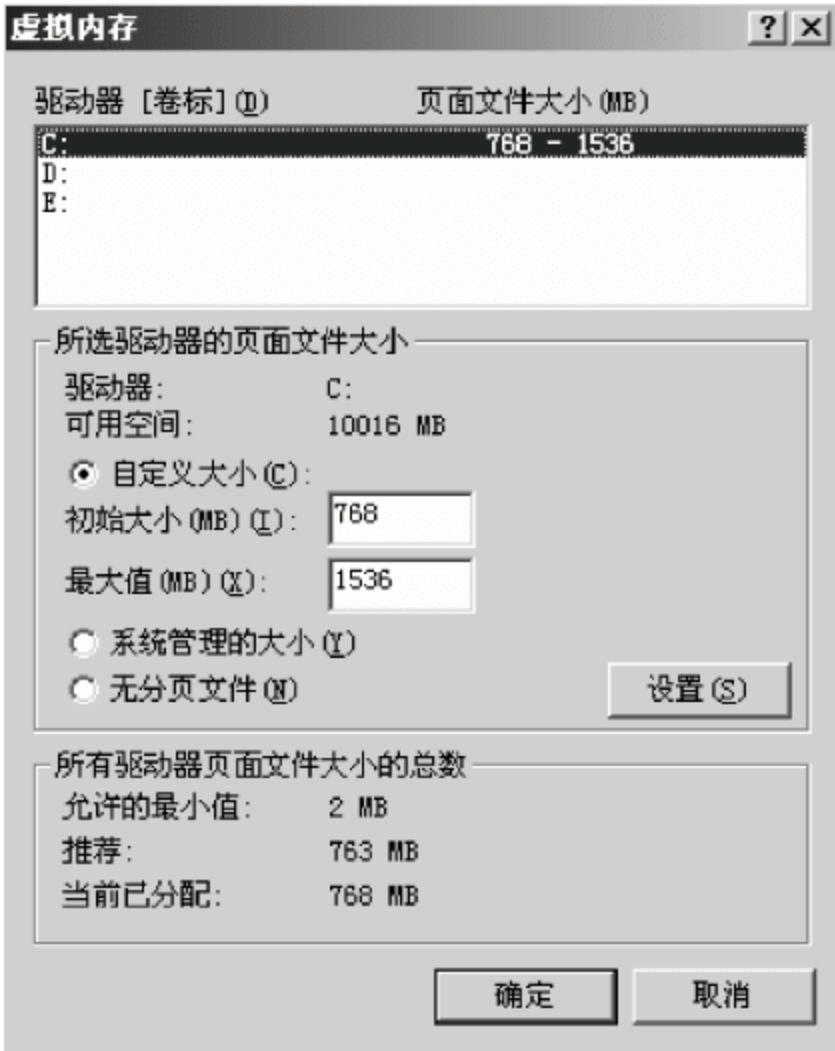 虚拟内存
驱动器 [卷标](D) 页面文件大小(MB)
C: 768 - 1536
D:
E:
所选驱动器的页面文件大小
驱动器: C:
可用空间: 10016 MB
自定义大小(C):
初始大小(MB)(I): 768
最大值(MB)(X): 1536
系统管理的大小(Y)
无分页文件(N) 设置(S)
所有驱动器页面文件大小的总数
允许的最小值: 2 MB
推荐: 763 MB
当前已分配: 768 MB
确定 取消